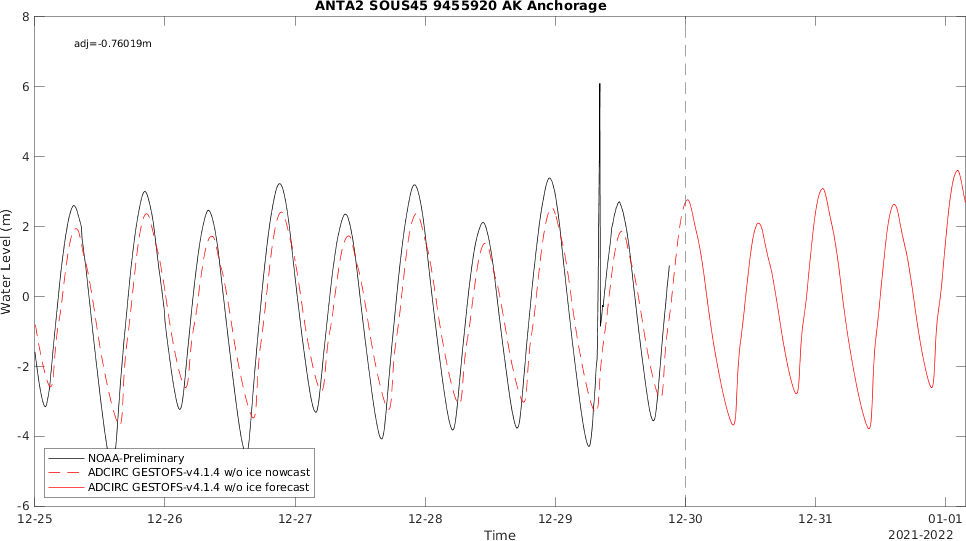 ANTA2 SOUS45 9455920 AK Anchorage
adj=-0.76019m
8
6
4
2
0
-2
-4
-6
Water Level (m)
NOAA-Preliminary
ADCIRC GESTOFS-v4.1.4 w/o ice nowcast
ADCIRC GESTOFS-v4.1.4 w/o ice forecast
12-25 12-26 12-27 12-28 12-29 12-30 12-31 01-01
Time
2021-2022